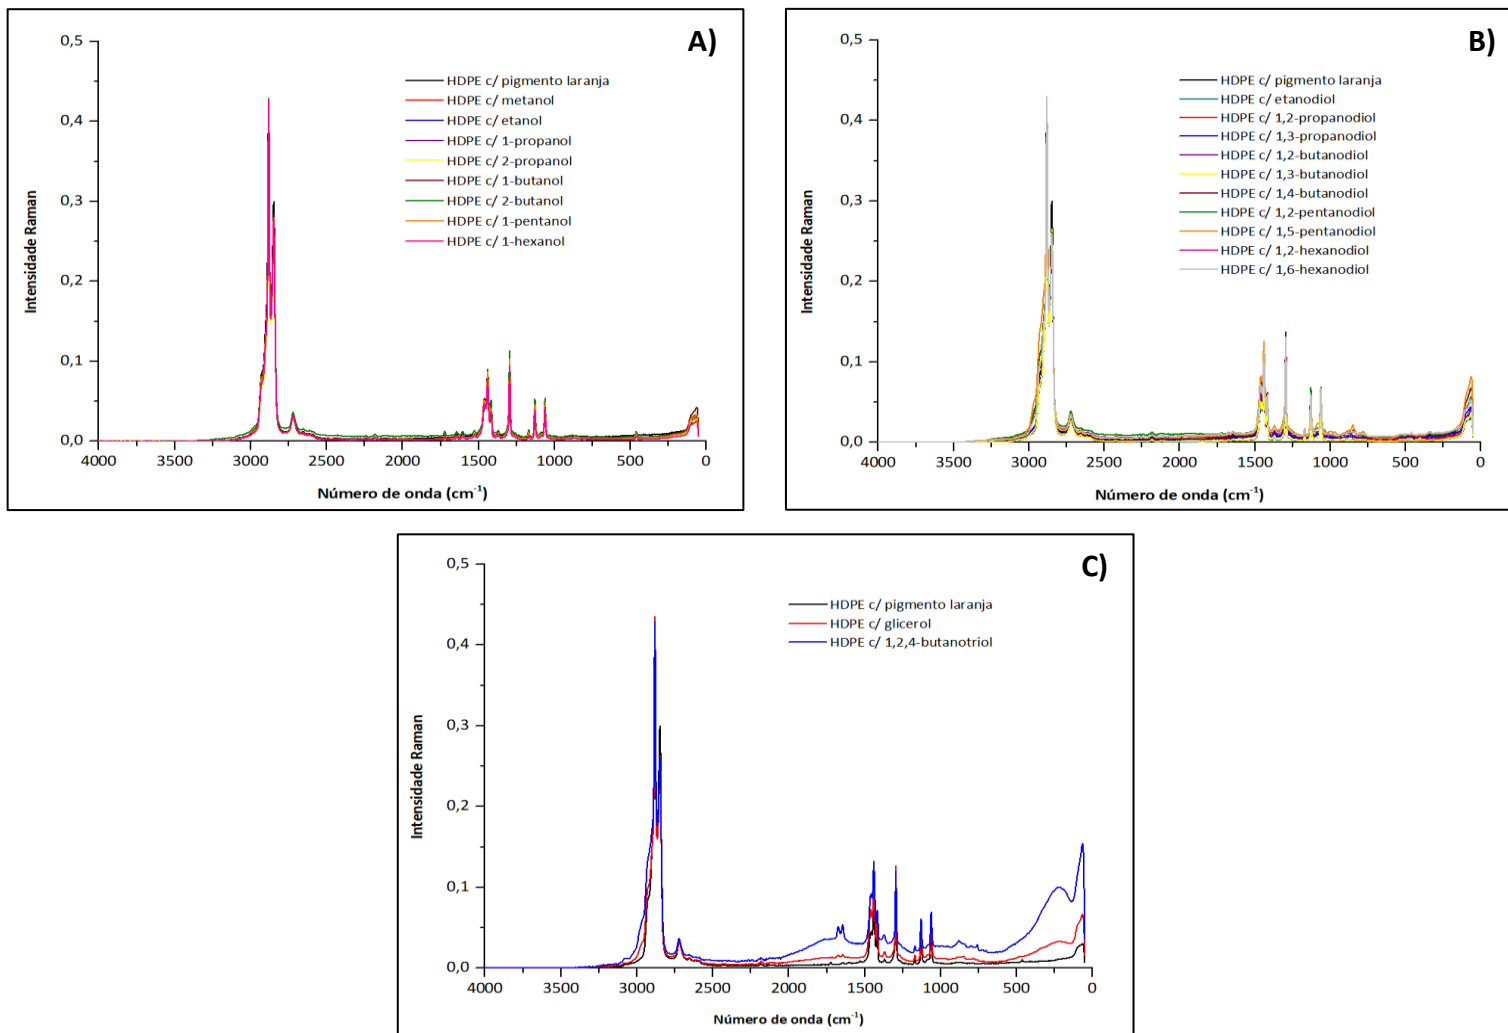 A)
0,5
0,4
0,3
0,2
0,1
0,0
Intensidade Raman
HDPE c/ pigmento laranja
HDPE c/ metanol
HDPE c/ etanol
HDPE c/ 1-propanol
HDPE c/ 2-propanol
HDPE c/ 1-butanol
HDPE c/ 2-butanol
HDPE c/ 1-pentanol
HDPE c/ 1-hexanol
4000 3500 3000 2500 2000 1500 1000 500 0
Número de onda (cm⁻¹)
B)
0,5
0,4
0,3
0,2
0,1
0,0
Intensidade Raman
HDPE c/ pigmento laranja
HDPE c/ etanodiol
HDPE c/ 1,2-propanodiol
HDPE c/ 1,3-propanodiol
HDPE c/ 1,2-butanodiol
HDPE c/ 1,3-butanodiol
HDPE c/ 1,4-butanodiol
HDPE c/ 1,2-pentanodiol
HDPE c/ 1,5-pentanodiol
HDPE c/ 1,2-hexanodiol
HDPE c/ 1,6-hexanodiol
4000 3500 3000 2500 2000 1500 1000 500 0
Número de onda (cm⁻¹)
C)
0,5
0,4
0,3
0,2
0,1
0,0
Intensidade Raman
HDPE c/ pigmento laranja
HDPE c/ glicerol
HDPE c/ 1,2,4-butanotriol
4000 3500 3000 2500 2000 1500 1000 500 0
Número de onda (cm⁻¹)